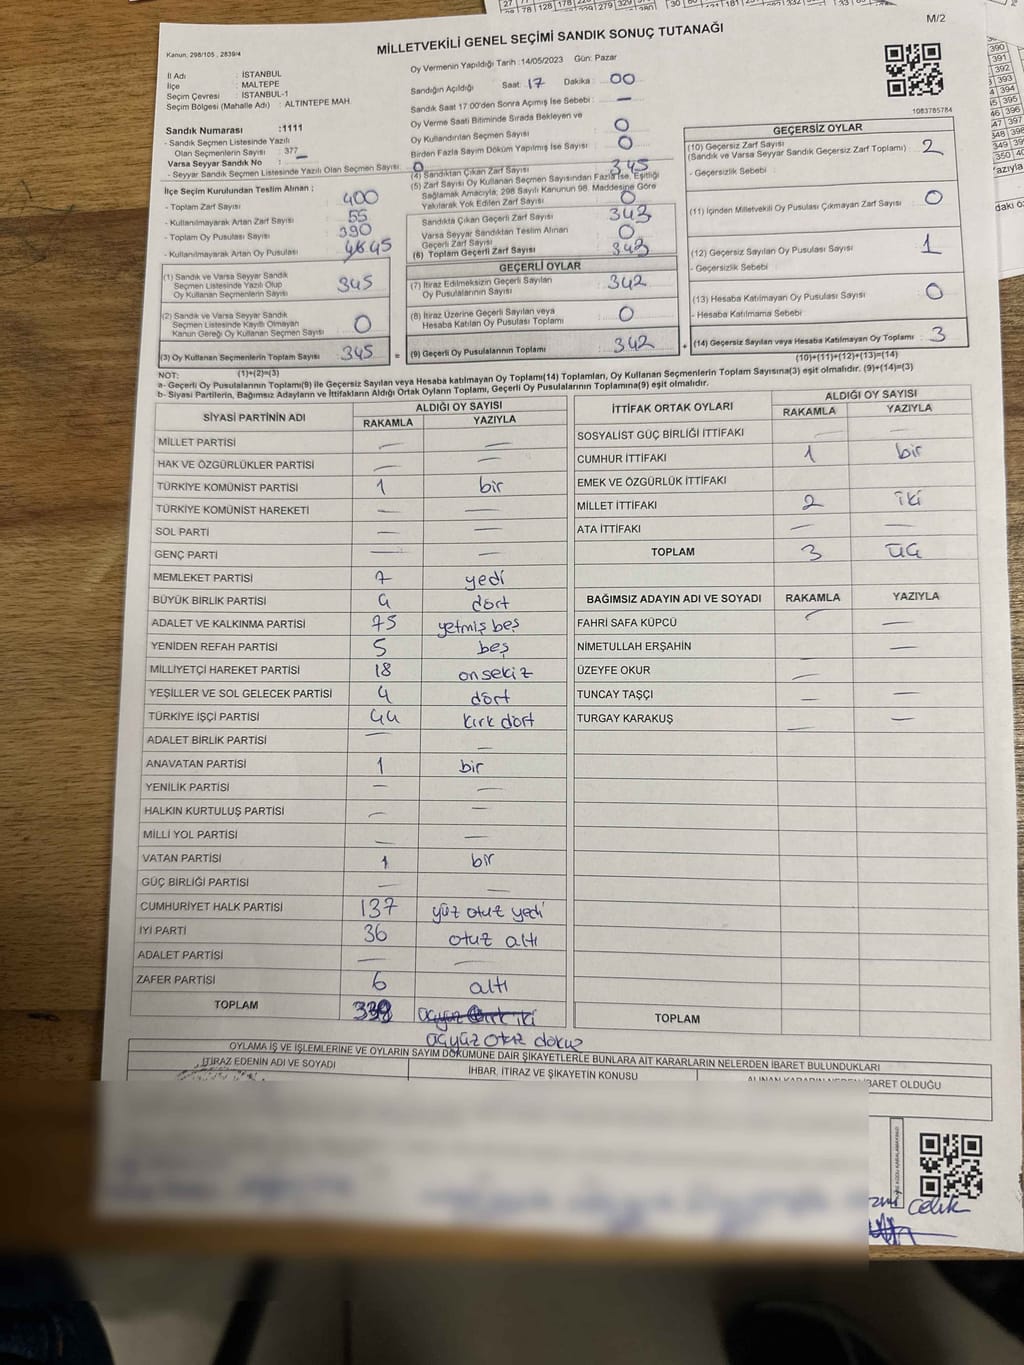 M/2
MİLLETVEKİLİ GENEL SEÇİMİ SANDIK SONUÇ TUTANAĞI
Kanun: 298/105 , 2839/4
İl Adı : İSTANBUL
İlçe : MALTEPE
Seçim Çevresi : İSTANBUL-1
Seçim Bölgesi (Mahalle Adı) : ALTINTEPE MAH.
Oy Vermenin Yapıldığı Tarih :14/05/2023 Gün: Pazar
Sandığın Açıldığı Saat: 17 Dakika : 00
Sandık Saat 17:00'den Sonra Açımış İse Sebebi : —
Oy Verme Saati Bitiminde Sırada Bekleyen ve
Oy Kullandırılan Seçmen Sayısı : 0
Birden Fazla Sayım Döküm Yapılmış İse Sayısı : 0
1083785784
Sandık Numarası :1111
- Sandık Seçmen Listesinde Yazılı
Olan Seçmenlerin Sayısı : 377
Varsa Seyyar Sandık No : —
- Seyyar Sandık Seçmen Listesinde Yazılı Olan Seçmen Sayısı: 0
İlçe Seçim Kurulundan Teslim Alınan ;
- Toplam Zarf Sayısı : 400
- Kullanılmayarak Artan Zarf Sayısı : 55
- Toplam Oy Pusulası Sayısı : 390
- Kullanılmayarak Artan Oy Pusulası : 45
(4) Sandıktan Çıkan Zarf Sayısı : 345
(5) Zarf Sayısı Oy Kullanan Seçmen Sayısından Fazla İse, Eşitliği
Sağlamak Amacıyla; 298 Sayılı Kanunun 98. Maddesine Göre
Yakılarak Yok Edilen Zarf Sayısı : 0
Sandıkta Çıkan Geçerli Zarf Sayısı : 343
Varsa Seyyar Sandıktan Teslim Alınan
Geçerli Zarf Sayısı : 0
(6) Toplam Geçerli Zarf Sayısı : 343
GEÇERSİZ OYLAR
(10) Geçersiz Zarf Sayısı : 2
(Sandık ve Varsa Seyyar Sandık Geçersiz Zarf Toplamı)
- Geçersizlik Sebebi :
(11) İçinden Milletvekili Oy Pusulası Çıkmayan Zarf Sayısı : 0
(12) Geçersiz Sayılan Oy Pusulası Sayısı : 1
- Geçersizlik Sebebi :
(13) Hesaba Katılmayan Oy Pusulası Sayısı : 0
- Hesaba Katılmama Sebebi :
(14) Geçersiz Sayılan veya Hesaba Katılmayan Oy Toplamı : 3
(10)+(11)+(12)+(13)=(14)
(1) Sandık ve Varsa Seyyar Sandık
Seçmen Listesinde Yazılı Olup
Oy Kullanan Seçmenlerin Sayısı : 345
(2) Sandık ve Varsa Seyyar Sandık
Seçmen Listesinde Kayıtlı Olmayan
Kanun Gereği Oy Kullanan Seçmen Sayısı : 0
(3) Oy Kullanan Seçmenlerin Toplam Sayısı : 345
(1)+(2)=(3)
GEÇERLİ OYLAR
(7) İtiraz Edilmeksizin Geçerli Sayılan
Oy Pusulalarının Sayısı : 342
(8) İtiraz Üzerine Geçerli Sayılan veya
Hesaba Katılan Oy Pusulası Toplamı : 0
= (9) Geçerli Oy Pusulalarının Toplamı : 342 +
NOT:
a- Geçerli Oy Pusulalarının Toplamı(9) ile Geçersiz Sayılan veya Hesaba katılmayan Oy Toplamı(14) Toplamları, Oy Kullanan Seçmenlerin Toplam Sayısına(3) eşit olmalıdır. (9)+(14)=(3)
b- Siyasi Partilerin, Bağımsız Adayların ve İttifakların Aldığı Ortak Oyların Toplamı, Geçerli Oy Pusulalarının Toplamına(9) eşit olmalıdır.
SİYASİ PARTİNİN ADI ALDIĞI OY SAYISI
RAKAMLA YAZIYLA
MİLLET PARTİSİ — —
HAK VE ÖZGÜRLÜKLER PARTİSİ — —
TÜRKİYE KOMÜNİST PARTİSİ 1 bir
TÜRKİYE KOMÜNİST HAREKETİ — —
SOL PARTİ — —
GENÇ PARTİ — —
MEMLEKET PARTİSİ 7 yedi
BÜYÜK BİRLİK PARTİSİ 4 dört
ADALET VE KALKINMA PARTİSİ 75 yetmiş beş
YENİDEN REFAH PARTİSİ 5 beş
MİLLİYETÇİ HAREKET PARTİSİ 18 onsekiz
YEŞİLLER VE SOL GELECEK PARTİSİ 4 dört
TÜRKİYE İŞÇİ PARTİSİ 44 kırk dört
ADALET BİRLİK PARTİSİ — —
ANAVATAN PARTİSİ 1 bir
YENİLİK PARTİSİ — —
HALKIN KURTULUŞ PARTİSİ — —
MİLLİ YOL PARTİSİ — —
VATAN PARTİSİ 1 bir
GÜÇ BİRLİĞİ PARTİSİ — —
CUMHURİYET HALK PARTİSİ 137 yüz otuz yedi
İYİ PARTİ 36 otuz altı
ADALET PARTİSİ — —
ZAFER PARTİSİ 6 altı
TOPLAM 339 üçyüz kırk iki
üçyüz otuz dokuz
İTTİFAK ORTAK OYLARI ALDIĞI OY SAYISI
RAKAMLA YAZIYLA
SOSYALİST GÜÇ BİRLİĞİ İTTİFAKI — —
CUMHUR İTTİFAKI 1 bir
EMEK VE ÖZGÜRLÜK İTTİFAKI
MİLLET İTTİFAKI 2 iki
ATA İTTİFAKI — —
TOPLAM 3 üç
BAĞIMSIZ ADAYIN ADI VE SOYADI RAKAMLA YAZIYLA
FAHRİ SAFA KÜPCÜ — —
NİMETULLAH ERŞAHİN —
ÜZEYFE OKUR —
TUNCAY TAŞÇI — —
TURGAY KARAKUŞ — —
TOPLAM
OYLAMA İŞ VE İŞLEMLERİNE VE OYLARIN SAYIM DÖKÜMÜNE DAİR ŞİKAYETLERLE BUNLARA AİT KARARLARIN NELERDEN İBARET BULUNDUKLARI
İTİRAZ EDENİN ADI VE SOYADI
İHBAR, İTİRAZ VE ŞİKAYETİN KONUSU
ALINAN KARARIN NEDEN İBARET OLDUĞU
Çelik